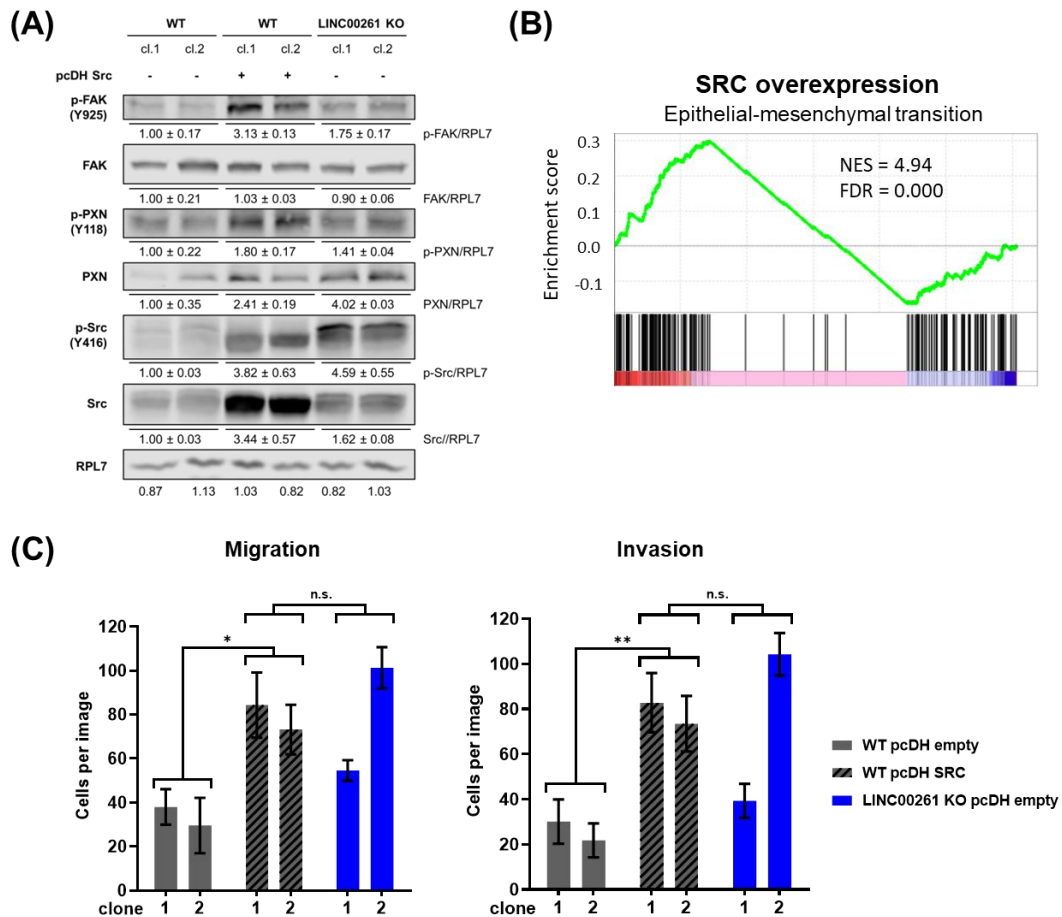 (A)
WT WT LINC00261 KO
cl.1 cl.2 cl.1 cl.2 cl.1 cl.2
pcDH Src - - + + - -
p-FAK
(Y925)
1.00 ± 0.17 3.13 ± 0.13 1.75 ± 0.17 p-FAK/RPL7
FAK
1.00 ± 0.21 1.03 ± 0.03 0.90 ± 0.06 FAK/RPL7
p-PXN
(Y118)
1.00 ± 0.22 1.80 ± 0.17 1.41 ± 0.04 p-PXN/RPL7
PXN
1.00 ± 0.35 2.41 ± 0.19 4.02 ± 0.03 PXN/RPL7
p-Src
(Y416)
1.00 ± 0.03 3.82 ± 0.63 4.59 ± 0.55 p-Src/RPL7
Src
1.00 ± 0.03 3.44 ± 0.57 1.62 ± 0.08 Src//RPL7
RPL7
0.87 1.13 1.03 0.82 0.82 1.03
(B)
SRC overexpression
Epithelial-mesenchymal transition
Enrichment score
0.3
0.2
0.1
0.0
-0.1
NES = 4.94
FDR = 0.000
(C)
Migration
n.s.
*
Cells per image
120
100
80
60
40
20
0
clone 1 2 1 2 1 2
Invasion
n.s.
**
Cells per image
120
100
80
60
40
20
0
clone 1 2 1 2 1 2
WT pcDH empty
WT pcDH SRC
LINC00261 KO pcDH empty